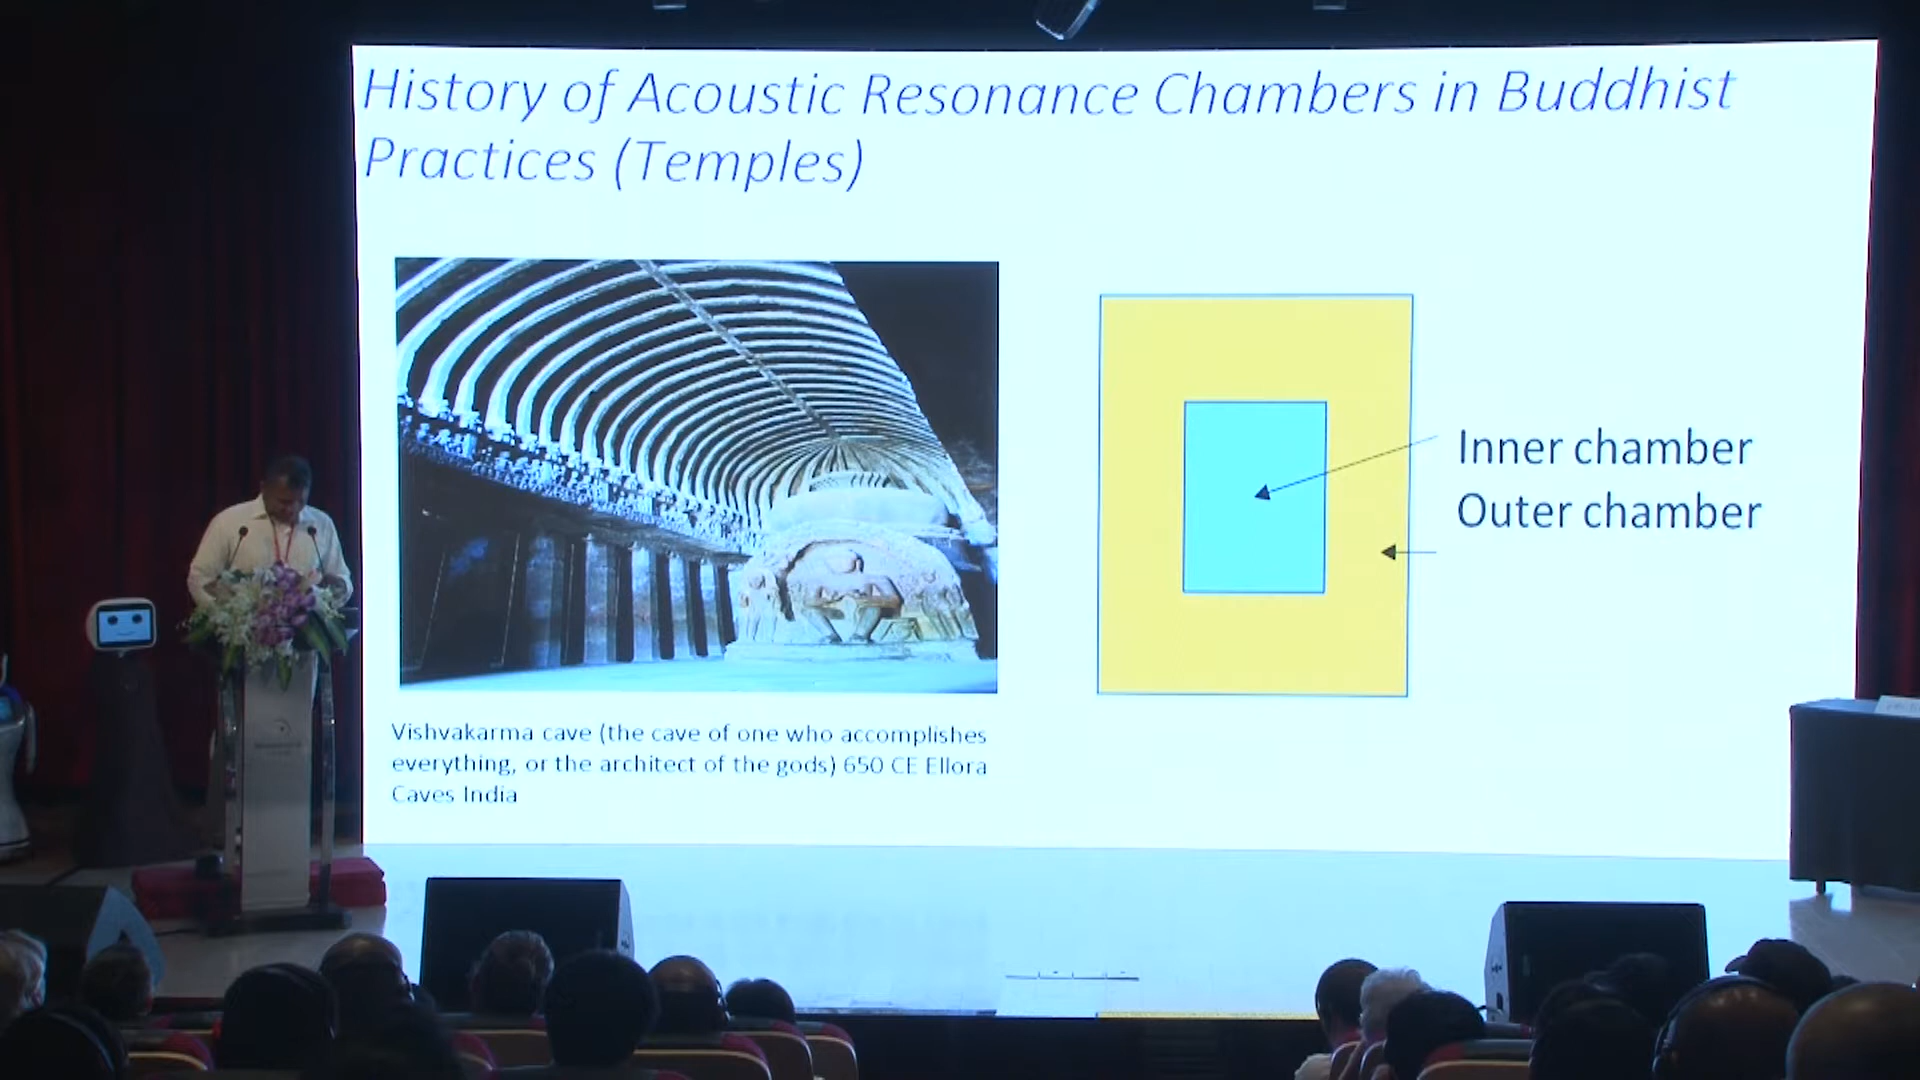 History of Acoustic Resonance Chambers in Buddhist
Practices (Temples)
Inner chamber
Outer chamber
Vishvakarma cave (the cave of one who accomplishes
everything, or the architect of the gods) 650 CE Ellora
Caves India